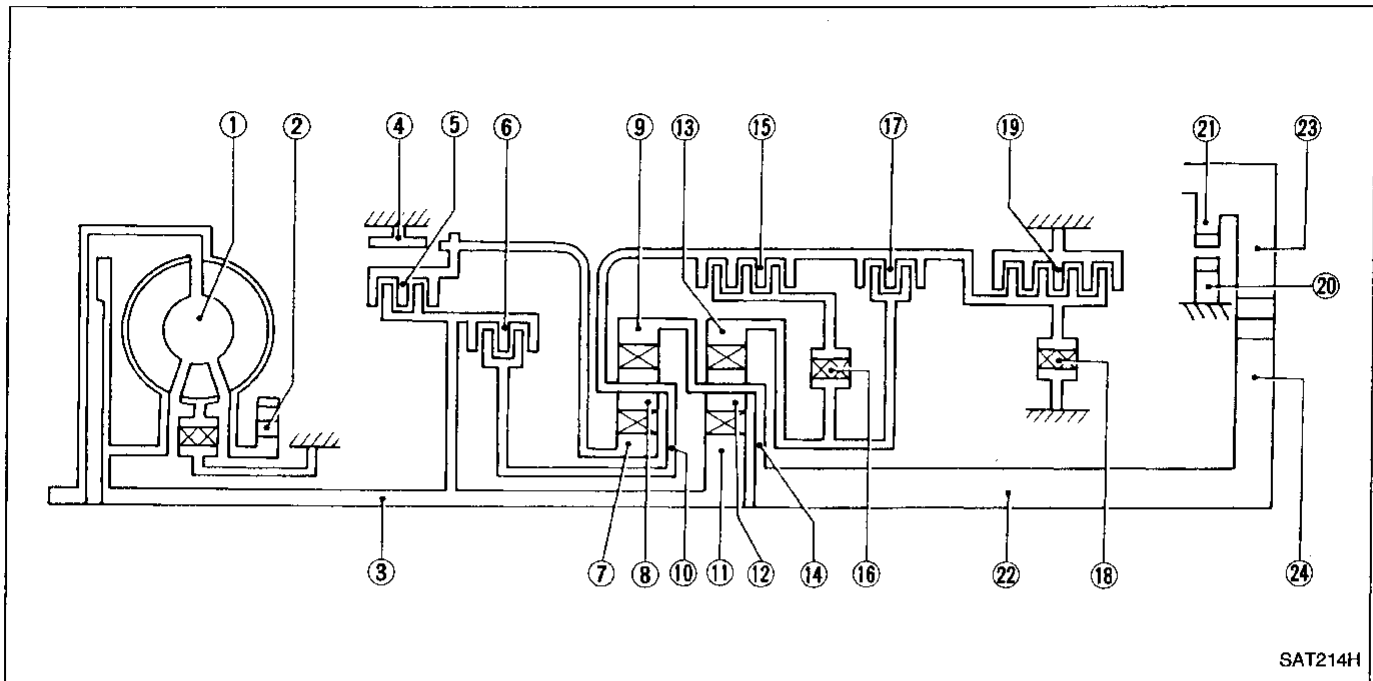 ① ② ④ ⑤ ⑥ ⑨ ⑬ ⑮ ⑰ ⑲ ㉑ ㉓
⑳
③ ⑦ ⑧ ⑩ ⑪ ⑫ ⑭ ⑯ ㉒ ⑱ ㉔
SAT214H